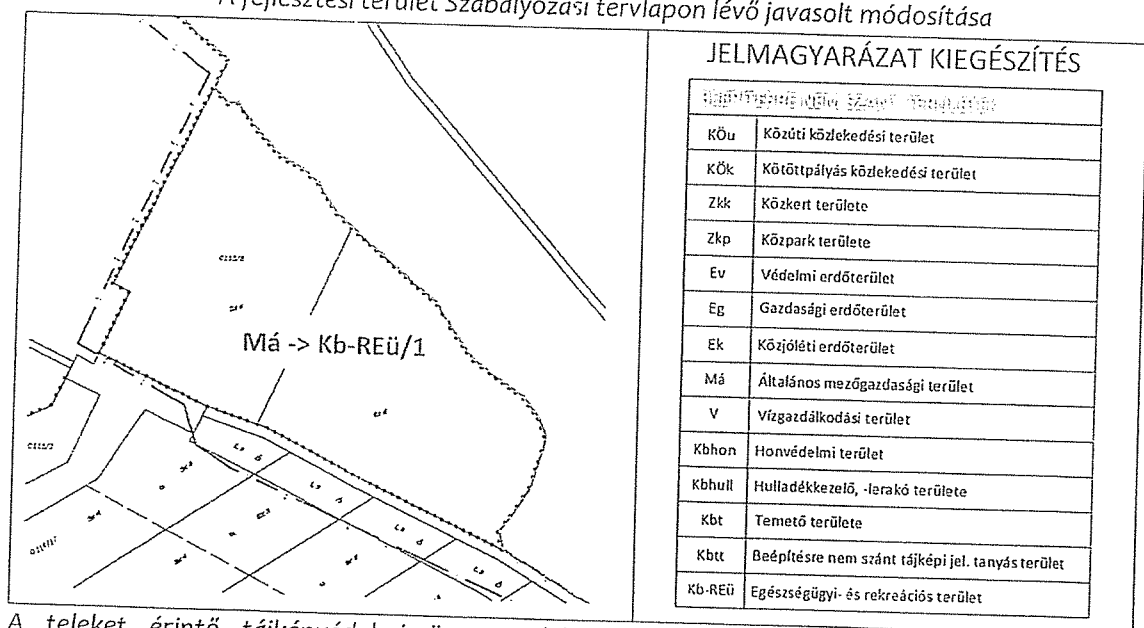 A fejlesztési terület Szabályozási tervlapon lévő javasolt módosítása
JELMAGYARÁZAT KIEGÉSZÍTÉS
KÖu Közúti közlekedési terület
KÖk Kötöttpályás közlekedési terület
Zkk Közkert területe
Zkp Közpark területe
Ev Védelmi erdőterület
Eg Gazdasági erdőterület
Ek Közjóléti erdőterület
Má Általános mezőgazdasági terület
V Vízgazdálkodási terület
Kbhon Honvédelmi terület
Kbhull Hulladékkezelő, -lerakó területe
Kbt Temető területe
Kbtt Beépítésre nem szánt tájképi jel. tanyás terület
Kb-REü Egészségügyi- és rekreációs terület
Má -> Kb-REü/1
A teleket érintő